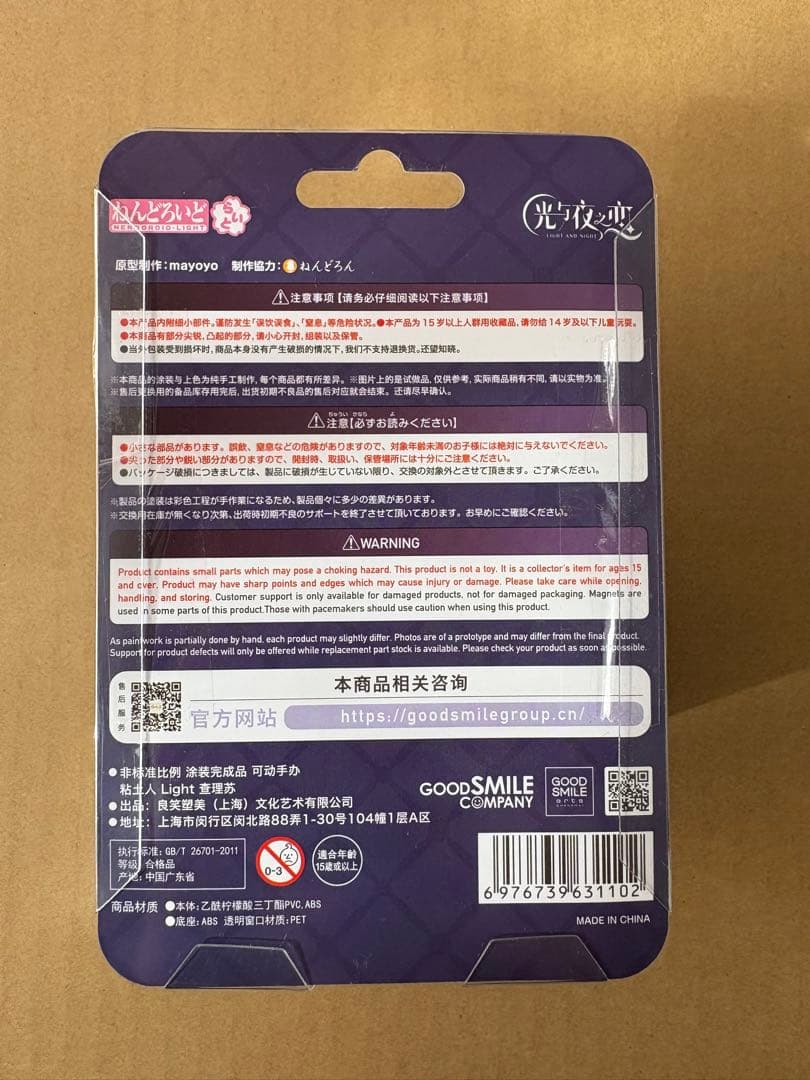 ねんどろいど らいと
NENDOROID-LIGHT
光与夜之恋
LIGHT AND NIGHT
原型制作:mayoyo 制作協力: ねんどろん
⚠注意事项【请务必仔细阅读以下注意事项】
●本产品内附细小部件。谨防发生「误饮误食」、「窒息」等危险状况。●本产品为15岁以上人群用收藏品,请勿给14岁及以下儿童玩耍。
●本制品有部分尖锐,凸起的部分,请小心开封,组装以及保管。
●当外包装受到损坏时,商品本身没有产生破损的情况下,我们不支持退换货。还望知晓。
※本商品的涂装与上色为纯手工制作,每个商品都有所差异。※图片上的是试做品,仅供参考,实际商品稍有不同,请以实物为准。
※售后更换用的备品库存用完后,出货初期不良品的售后对应就会结束。还请尽早确认。
⚠注意【必ずお読みください】
●小さな部品があります。誤飲、窒息などの危険がありますので、対象年齢未満のお子様には絶対に与えないでください。
●尖った部分や鋭い部分がありますので、開封時、取扱い、保管場所には十分にご注意ください。
●パッケージ破損につきましては、製品に破損が生じていない限り、交換の対象外とさせて頂きます。ご了承ください。
※製品の塗装は彩色工程が手作業になるため、製品個々に多少の差異があります。
※交換用在庫が無くなり次第、出荷時初期不良のサポートを終了させて頂いております。お早めにご確認ください。
⚠WARNING
Product contains small parts which may pose a choking hazard. This product is not a toy. It is a collector's item for ages 15
and over. Product may have sharp points and edges which may cause injury or damage. Please take care while opening,
handling, and storing. Customer support is only available for damaged products, not for damaged packaging. Magnets are
used in some parts of this product.Those with pacemakers should use caution when using this product.
As paintwork is partially done by hand, each product may slightly differ. Photos are of a prototype and may differ from the final product.
Support for product defects will only be offered while replacement part stock is available. Please check your product as soon as possible.
售后服务
本商品相关咨询
官方网站 https://goodsmilegroup.cn/
●非标准比例 涂装完成品 可动手办
粘土人 Light 查理苏
●出品:良笑塑美(上海)文化艺术有限公司
●地址:上海市闵行区闵北路88弄1-30号104幢1层A区
GOOD SMILE COMPANY
GOOD SMILE arts
执行标准:GB/T 26701-2011
等级:合格品
产地:中国广东省
0-3
適合年齢
15歳或以上
6 976739 631102
商品材质 ●本体:乙酰柠檬酸三丁酯PVC,ABS
●底座:ABS 透明窗口材质:PET
MADE IN CHINA